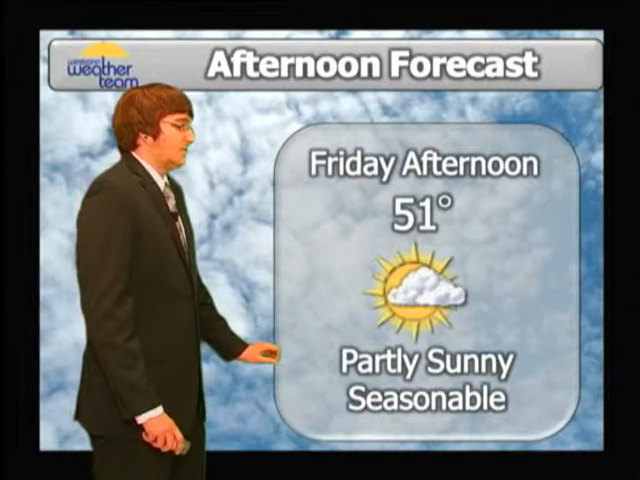 weather
team
Afternoon Forecast
Friday Afternoon
51°
Partly Sunny
Seasonable